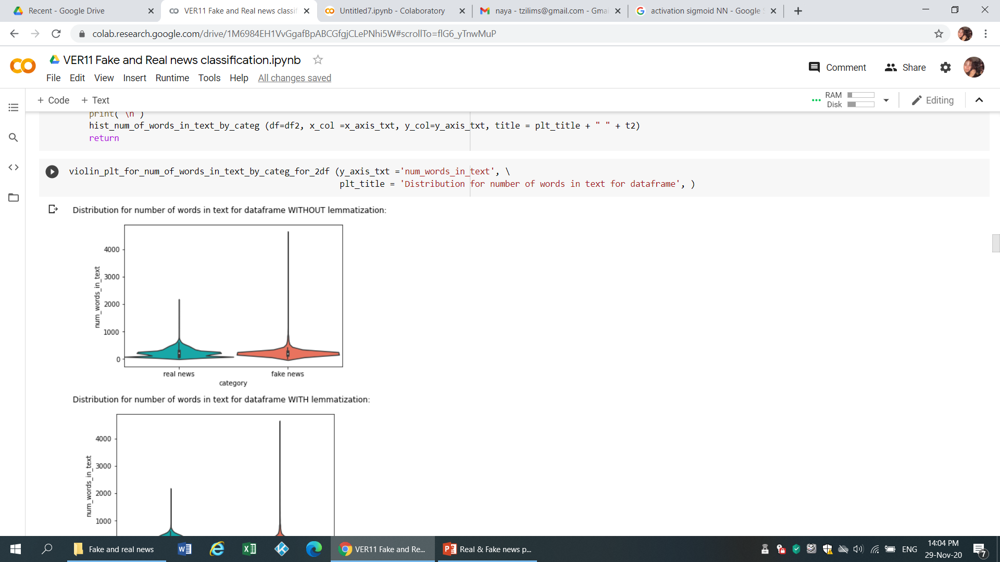 Recent - Google Drive
VER11 Fake and Real news classif
Untitled7.ipynb - Colaboratory
naya - tzilims@gmail.com - Gmai
activation sigmoid NN - Google S
colab.research.google.com/drive/1M6984EH1VvGgafBpABCGfgjCLePNhi5W#scrollTo=flG6_yTnwMuP
VER11 Fake and Real news classification.ipynb
Comment
Share
File Edit View Insert Runtime Tools Help All changes saved
+ Code + Text
RAM
Disk
Editing
print( \n )
hist_num_of_words_in_text_by_categ (df=df2, x_col =x_axis_txt, y_col=y_axis_txt, title = plt_title + " " + t2)
return
violin_plt_for_num_of_words_in_text_by_categ_for_2df (y_axis_txt ='num_words_in_text', \
plt_title = 'Distribution for number of words in text for dataframe', )
Distribution for number of words in text for dataframe WITHOUT lemmatization:
4000
3000
2000
1000
0
num_words_in_text
real news
fake news
category
Distribution for number of words in text for dataframe WITH lemmatization:
4000
3000
2000
1000
num_words_in_text
Fake and real news
VER11 Fake and Re...
Real & Fake news p...
ENG
14:04 PM
29-Nov-20
7